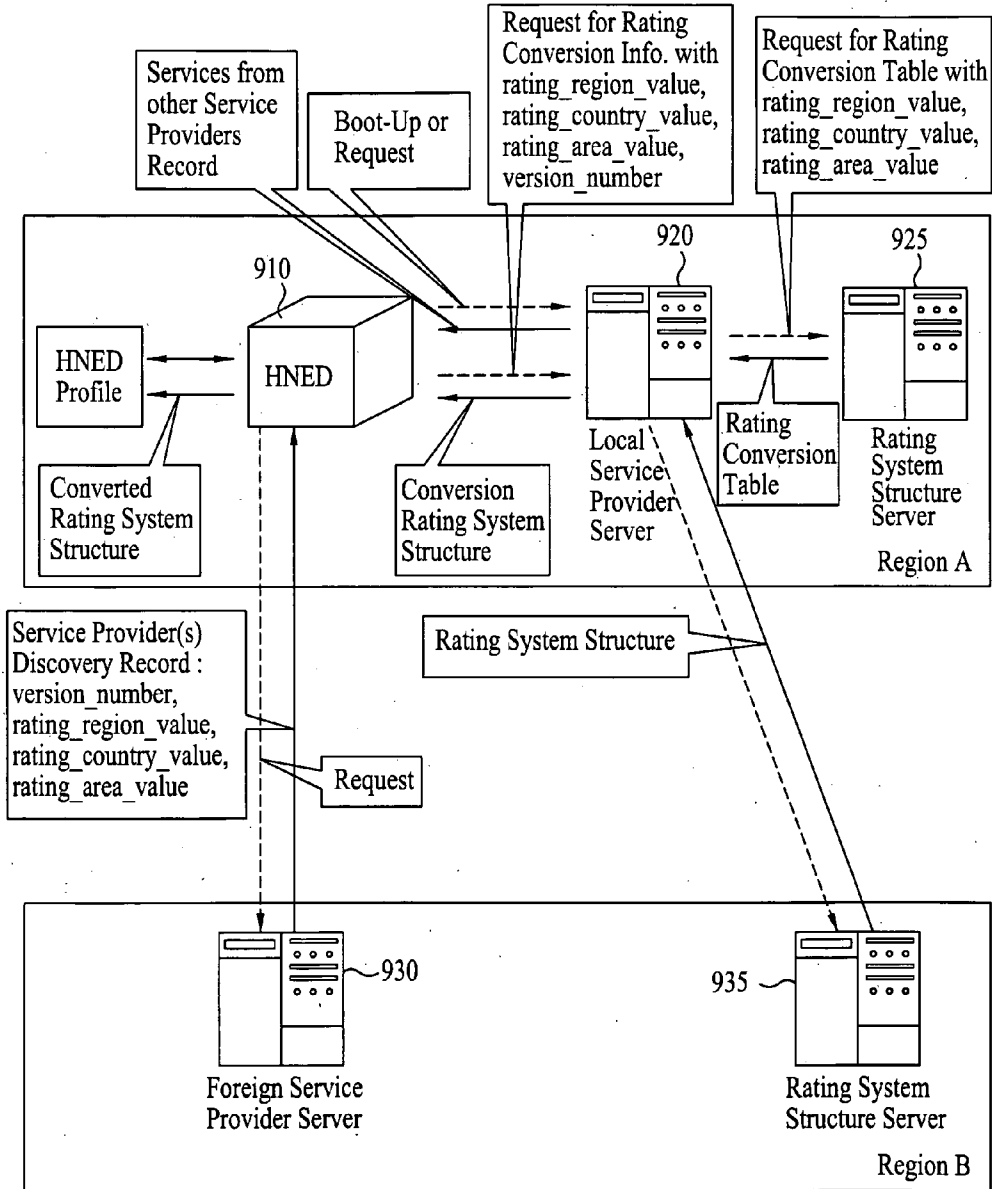 Services from
other Service
Providers
Record
Boot-Up or
Request
Request for Rating
Conversion Info. with
rating_region_value,
rating_country_value,
rating_area_value,
version_number
Request for Rating
Conversion Table with
rating_region_value,
rating_country_value,
rating_area_value
910
920
925
HNED
Profile
HNED
Converted
Rating System
Structure
Conversion
Rating System
Structure
Local
Service
Provider
Server
Rating
Conversion
Table
Rating
System
Structure
Server
Region A
Service Provider(s)
Discovery Record :
version_number,
rating_region_value,
rating_country_value,
rating_area_value
Request
Rating System Structure
930
935
Foreign Service
Provider Server
Rating System
Structure Server
Region B